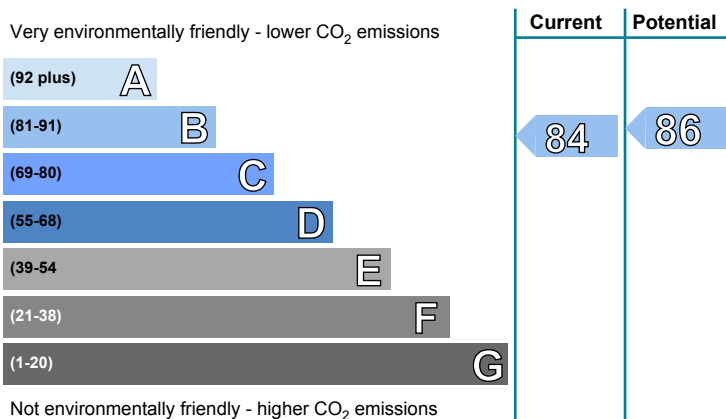 Current Potential
Very environmentally friendly - lower CO2 emissions
(92 plus) A
(81-91) B 84 86
(69-80) C
(55-68) D
(39-54 E
(21-38) F
(1-20) G
Not environmentally friendly - higher CO2 emissions